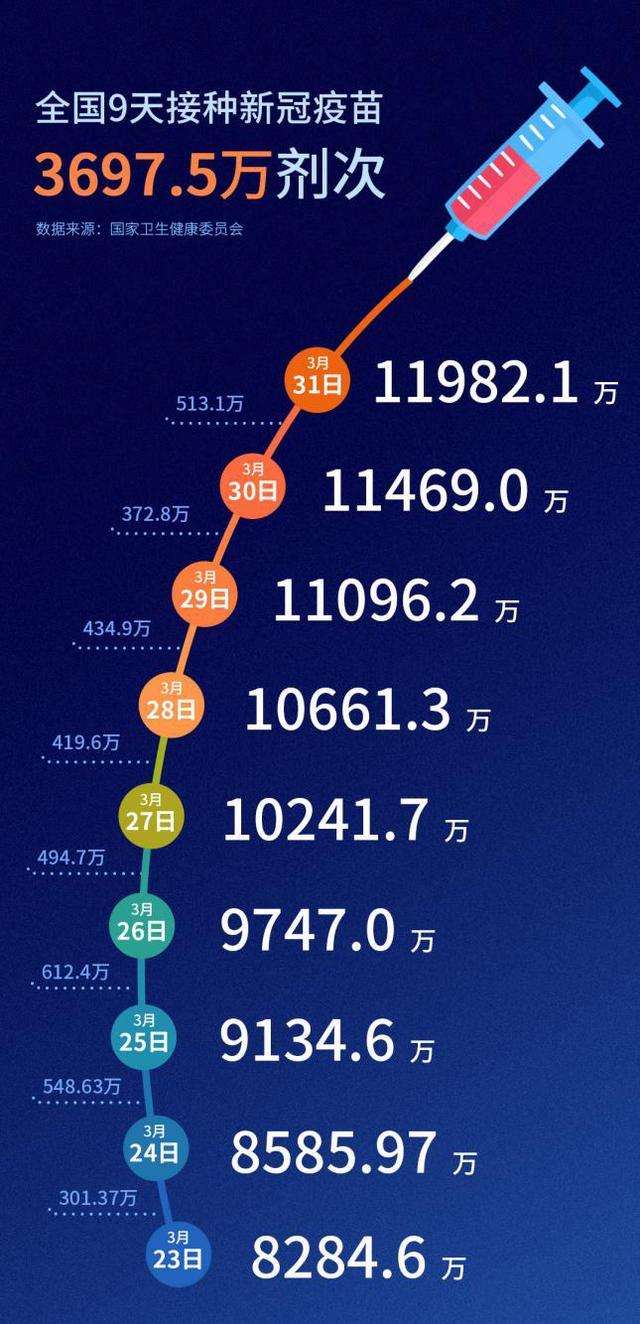 全国9天接种新冠疫苗
3697.5万剂次
数据来源：国家卫生健康委员会
3月
31日
11982.1 万
513.1万
3月
30日
11469.0 万
372.8万
3月
29日
11096.2 万
434.9万
3月
28日
10661.3 万
419.6万
3月
27日
10241.7 万
494.7万
3月
26日
9747.0 万
612.4万
3月
25日
9134.6 万
548.63万
3月
24日
8585.97 万
301.37万
3月
23日
8284.6 万